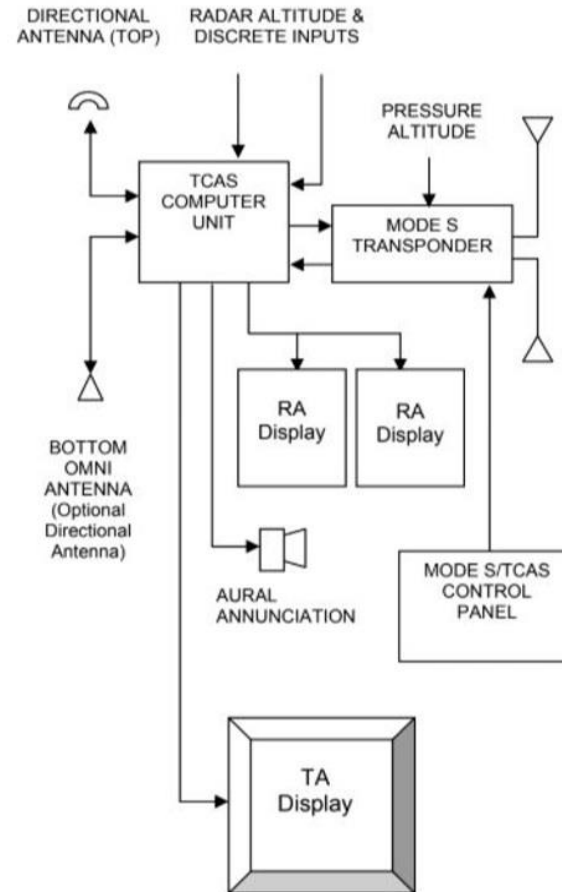 DIRECTIONAL
ANTENNA (TOP)
RADAR ALTITUDE &
DISCRETE INPUTS
PRESSURE
ALTITUDE
TCAS
COMPUTER
UNIT
MODE S
TRANSPONDER
RA
Display
RA
Display
BOTTOM
OMNI
ANTENNA
(Optional
Directional
Antenna)
AURAL
ANNUNCIATION
MODE S/TCAS
CONTROL
PANEL
TA
Display